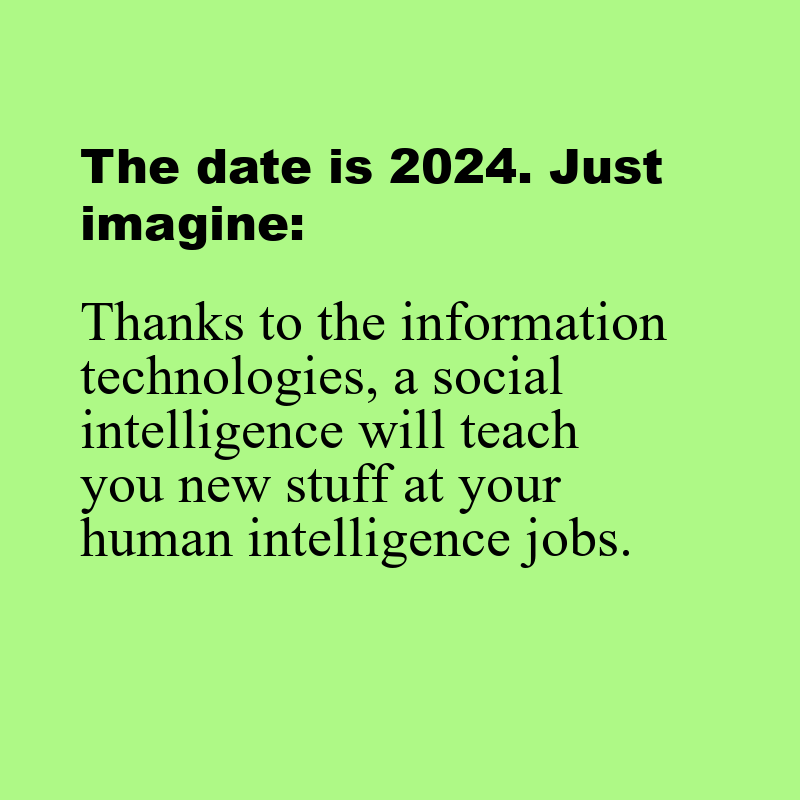 The date is 2024. Just
imagine:
Thanks to the information
technologies, a social
intelligence will teach
you new stuff at your
human intelligence jobs.